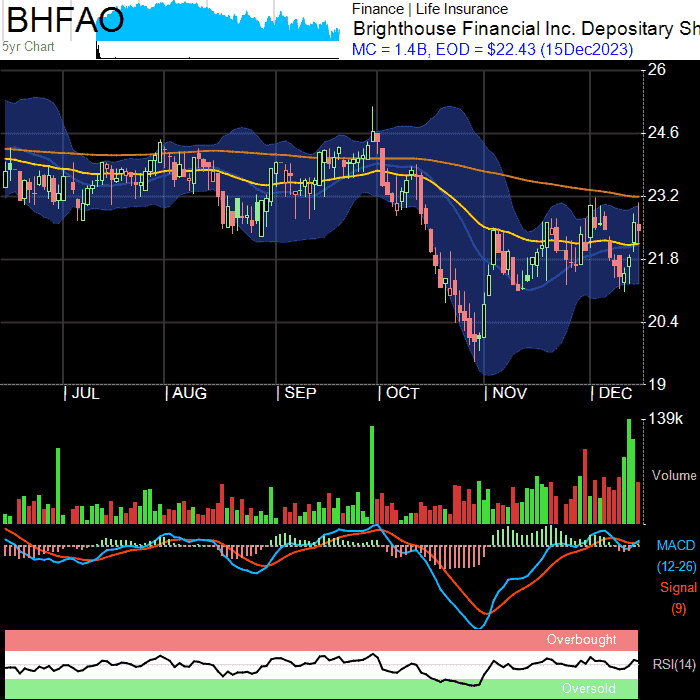 BHFAO
5yr Chart
Finance | Life Insurance
Brighthouse Financial Inc. Depositary Sh
MC = 1.4B, EOD = $22.43 (15Dec2023)
26
24.6
23.2
21.8
20.4
19
| JUL | AUG | SEP | OCT | NOV | DEC
139k
Volume
MACD
(12-26)
Signal
(9)
Overbought
RSI(14)
Oversold